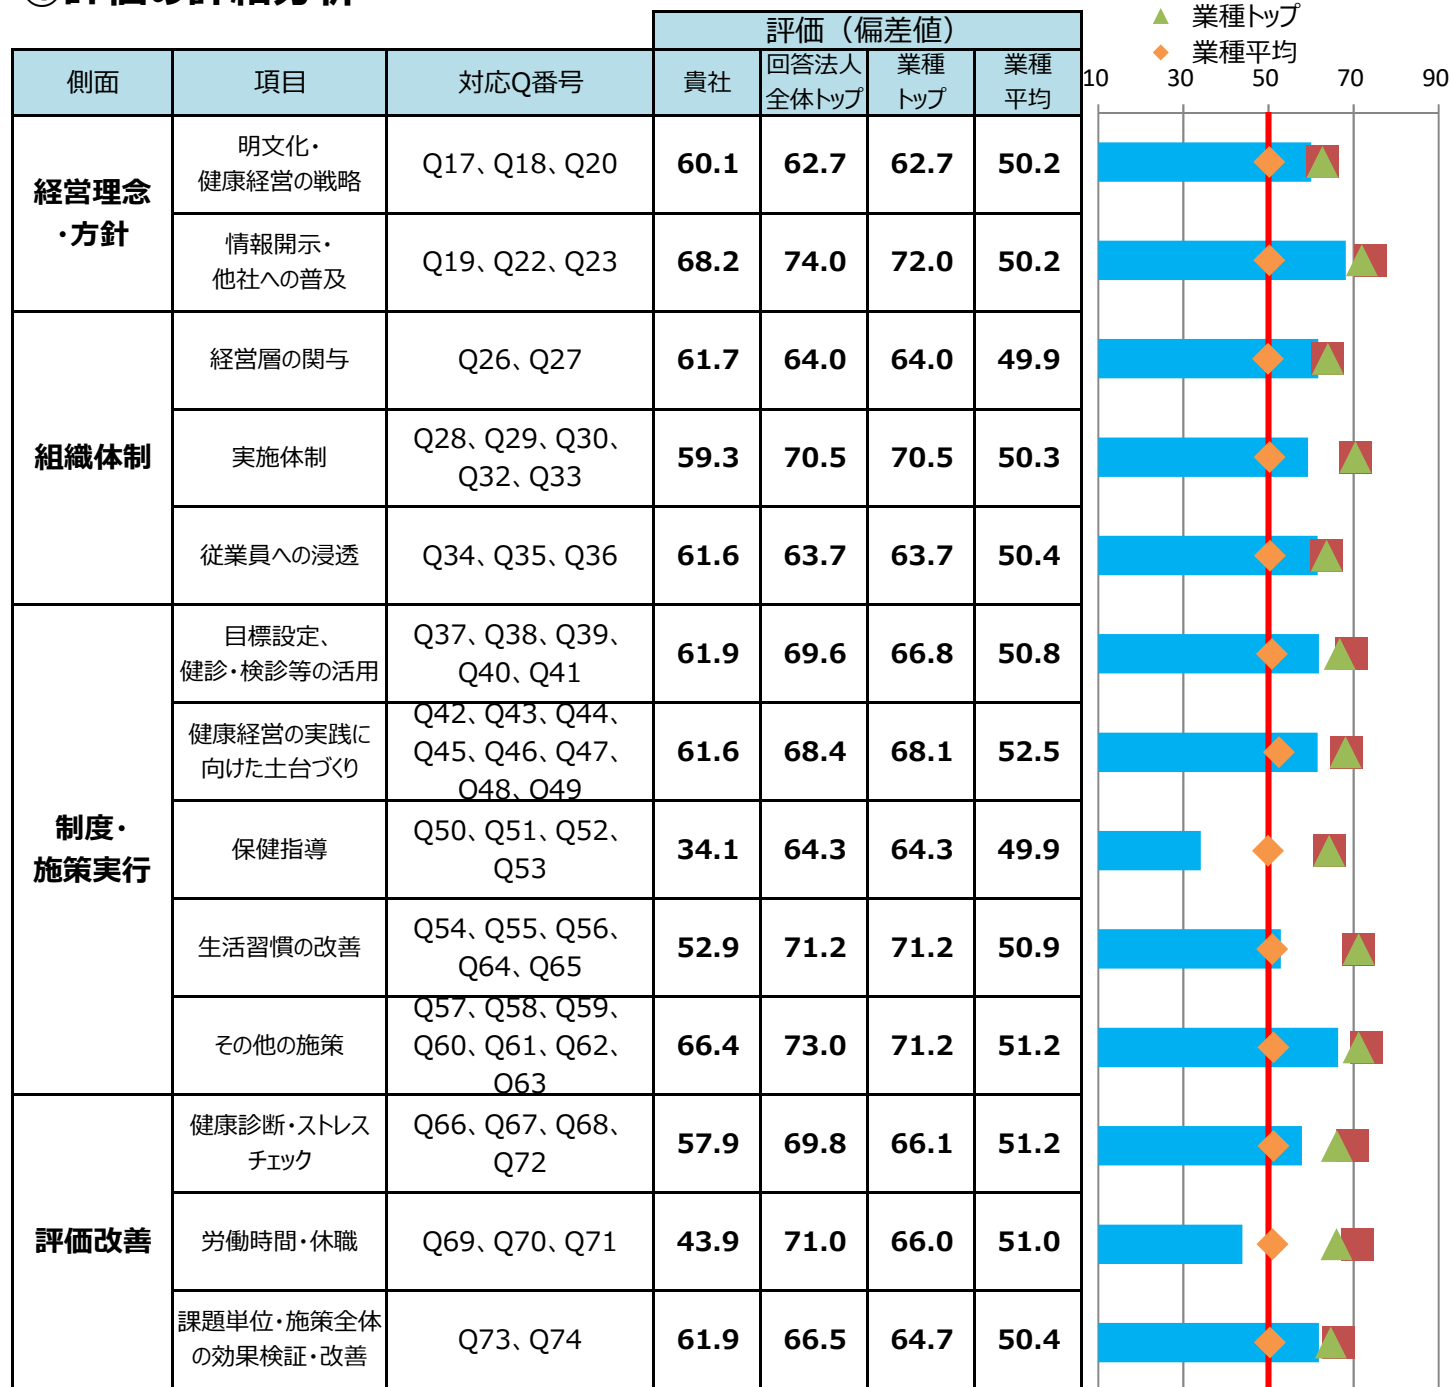 ①評価の詳細分析
▲ 業種トップ
◆ 業種平均
評価（偏差値）
側面 項目 対応Q番号 貴社 回答法人 業種 業種
全体トップ トップ 平均
10 30 50 70 90
経営理念
・方針
明文化・
健康経営の戦略
Q17、Q18、Q20 60.1 62.7 62.7 50.2
情報開示・
他社への普及
Q19、Q22、Q23 68.2 74.0 72.0 50.2
組織体制
経営層の関与 Q26、Q27 61.7 64.0 64.0 49.9
実施体制
Q28、Q29、Q30、
Q32、Q33
59.3 70.5 70.5 50.3
従業員への浸透 Q34、Q35、Q36 61.6 63.7 63.7 50.4
制度・
施策実行
目標設定、
健診・検診等の活用
Q37、Q38、Q39、
Q40、Q41
61.9 69.6 66.8 50.8
健康経営の実践に
向けた土台づくり
Q42、Q43、Q44、
Q45、Q46、Q47、
Q48、Q49
61.6 68.4 68.1 52.5
保健指導
Q50、Q51、Q52、
Q53
34.1 64.3 64.3 49.9
生活習慣の改善
Q54、Q55、Q56、
Q64、Q65
52.9 71.2 71.2 50.9
その他の施策
Q57、Q58、Q59、
Q60、Q61、Q62、
Q63
66.4 73.0 71.2 51.2
評価改善
健康診断・ストレス
チェック
Q66、Q67、Q68、
Q72
57.9 69.8 66.1 51.2
労働時間・休職 Q69、Q70、Q71 43.9 71.0 66.0 51.0
課題単位・施策全体
の効果検証・改善
Q73、Q74 61.9 66.5 64.7 50.4